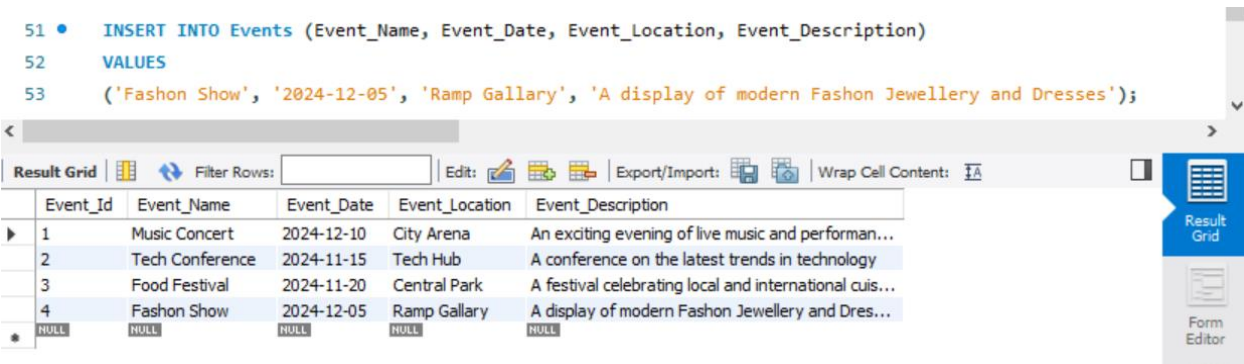 51 INSERT INTO Events (Event_Name, Event_Date, Event_Location, Event_Description)
52 VALUES
53 ('Fashon Show', '2024-12-05', 'Ramp Gallary', 'A display of modern Fashon Jewellery and Dresses');
Result Grid Filter Rows: Edit: Export/Import: Wrap Cell Content: IA
Event_Id Event_Name Event_Date Event_Location Event_Description
1 Music Concert 2024-12-10 City Arena An exciting evening of live music and performan...
2 Tech Conference 2024-11-15 Tech Hub A conference on the latest trends in technology
3 Food Festival 2024-11-20 Central Park A festival celebrating local and international cuis...
4 Fashon Show 2024-12-05 Ramp Gallary A display of modern Fashon Jewellery and Dres...
NULL NULL NULL NULL NULL
Result
Grid
Form
Editor